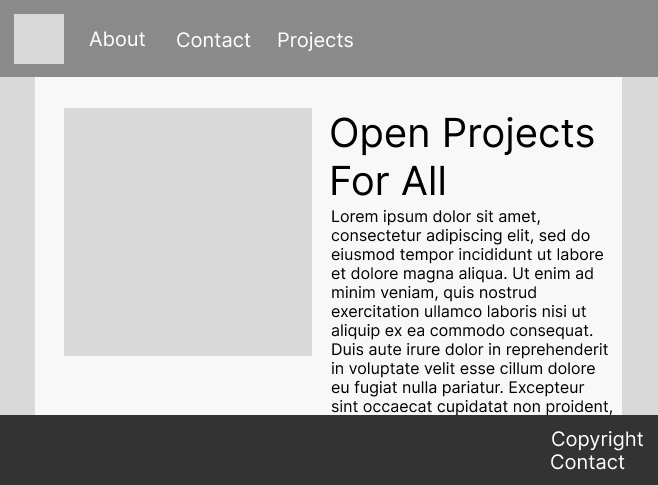 About Contact Projects
Open Projects
For All
Lorem ipsum dolor sit amet,
consectetur adipiscing elit, sed do
eiusmod tempor incididunt ut labore
et dolore magna aliqua. Ut enim ad
minim veniam, quis nostrud
exercitation ullamco laboris nisi ut
aliquip ex ea commodo consequat.
Duis aute irure dolor in reprehenderit
in voluptate velit esse cillum dolore
eu fugiat nulla pariatur. Excepteur
sint occaecat cupidatat non proident,
Copyright
Contact